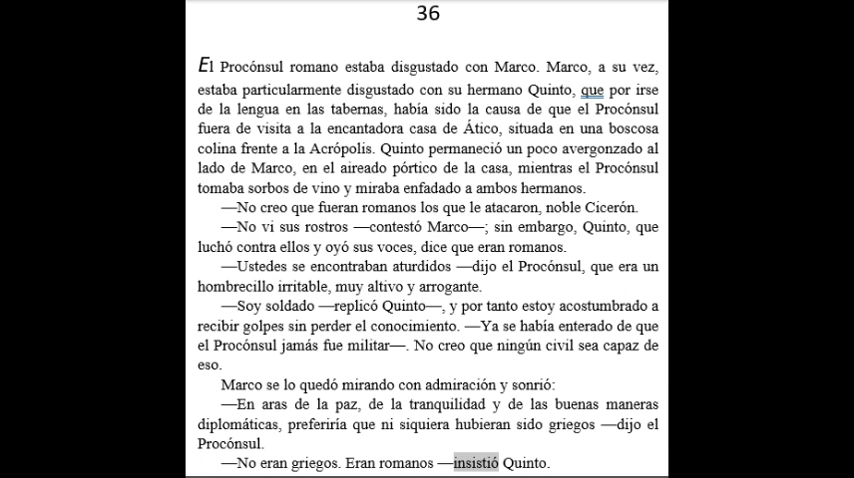 36
El Procónsul romano estaba disgustado con Marco. Marco, a su vez,
estaba particularmente disgustado con su hermano Quinto, que por irse
de la lengua en las tabernas, había sido la causa de que el Procónsul
fuera de visita a la encantadora casa de Ático, situada en una boscosa
colina frente a la Acrópolis. Quinto permaneció un poco avergonzado al
lado de Marco, en el aireado pórtico de la casa, mientras el Procónsul
tomaba sorbos de vino y miraba enfadado a ambos hermanos.
—No creo que fueran romanos los que le atacaron, noble Cicerón.
—No vi sus rostros —contestó Marco—; sin embargo, Quinto, que
luchó contra ellos y oyó sus voces, dice que eran romanos.
—Ustedes se encontraban aturdidos —dijo el Procónsul, que era un
hombrecillo irritable, muy altivo y arrogante.
—Soy soldado —replicó Quinto—, y por tanto estoy acostumbrado a
recibir golpes sin perder el conocimiento. —Ya se había enterado de que
el Procónsul jamás fue militar—. No creo que ningún civil sea capaz de
eso.
Marco se lo quedó mirando con admiración y sonrió:
—En aras de la paz, de la tranquilidad y de las buenas maneras
diplomáticas, preferiría que ni siquiera hubieran sido griegos —dijo el
Procónsul.
—No eran griegos. Eran romanos —insistió Quinto.